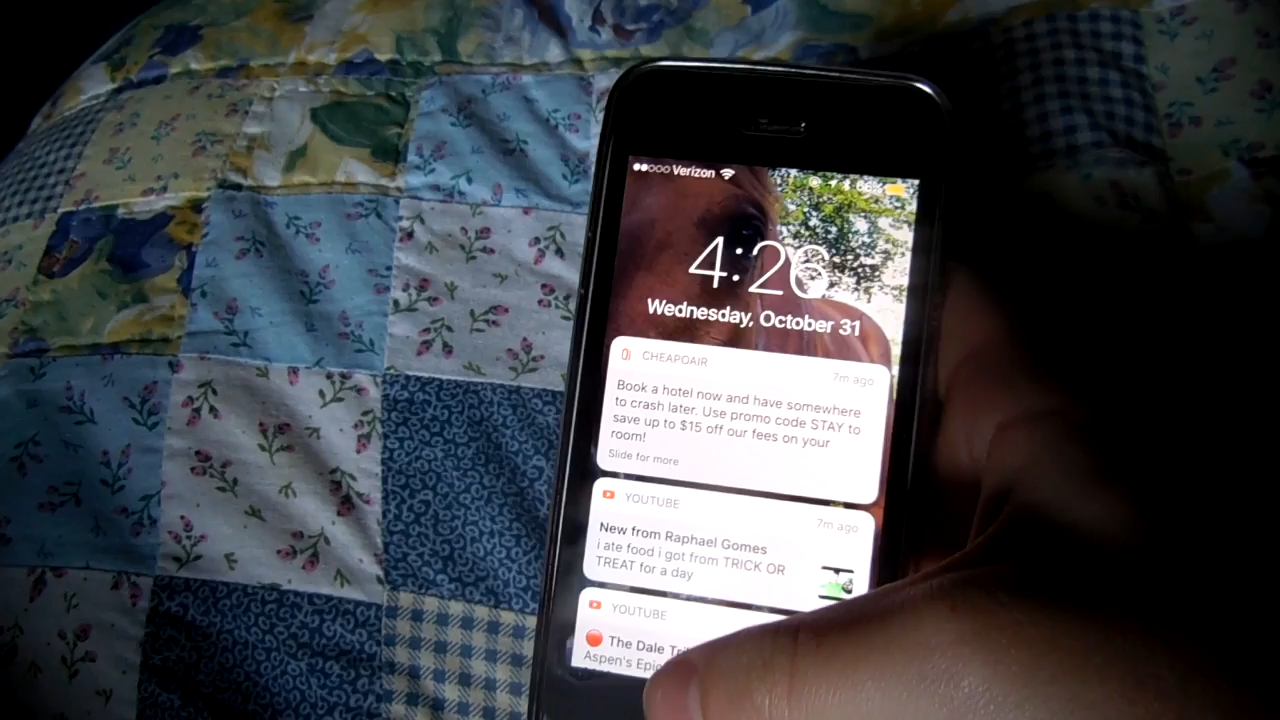 Verizon
4:26
Wednesday, October 31
CHEAPOAIR
7m ago
Book a hotel now and have somewhere
to crash later. Use promo code STAY to
save up to $15 off our fees on your
room!
Slide for more
YOUTUBE
7m ago
New from Raphael Gomes
i ate food i got from TRICK OR
TREAT for a day
YOUTUBE
The Dale
Aspen's